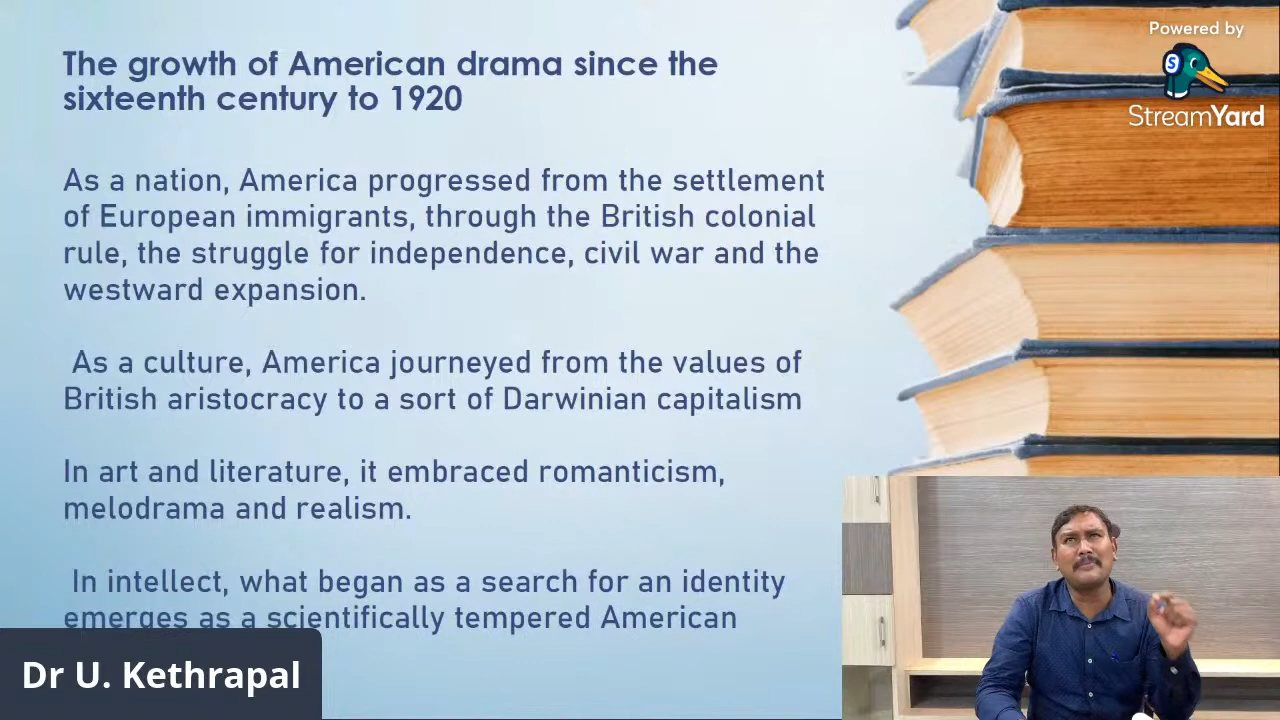 The growth of American drama since the
sixteenth century to 1920
As a nation, America progressed from the settlement
of European immigrants, through the British colonial
rule, the struggle for independence, civil war and the
westward expansion.
As a culture, America journeyed from the values of
British aristocracy to a sort of Darwinian capitalism
In art and literature, it embraced romanticism,
melodrama and realism.
In intellect, what began as a search for an identity
emerges as a scientifically tempered American
Dr U. Kethrapal
Powered by
S
StreamYard